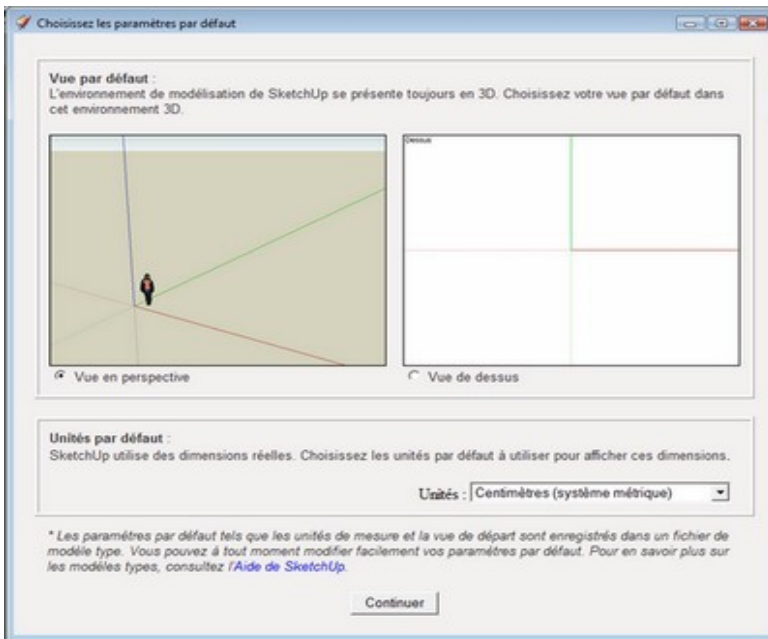 Choisissez les paramètres par défaut
Vue par défaut :
L'environnement de modélisation de SketchUp se présente toujours en 3D. Choisissez votre vue par défaut dans
cet environnement 3D.
Dessus
Vue en perspective
Vue de dessus
Unités par défaut :
SketchUp utilise des dimensions réelles. Choisissez les unités par défaut à utiliser pour afficher ces dimensions.
Unités : Centimètres (système métrique)
* Les paramètres par défaut tels que les unités de mesure et la vue de départ sont enregistrés dans un fichier de
modèle type. Vous pouvez à tout moment modifier facilement vos paramètres par défaut. Pour en savoir plus sur
les modèles types, consultez l'Aide de SketchUp.
Continuer